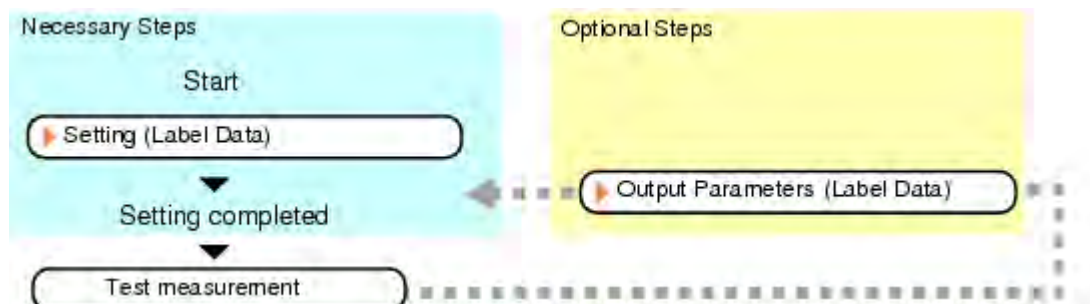 Necessary Steps
Start
Setting (Label Data)
Setting completed
Test measurement
Optional Steps
Output Parameters (Label Data)